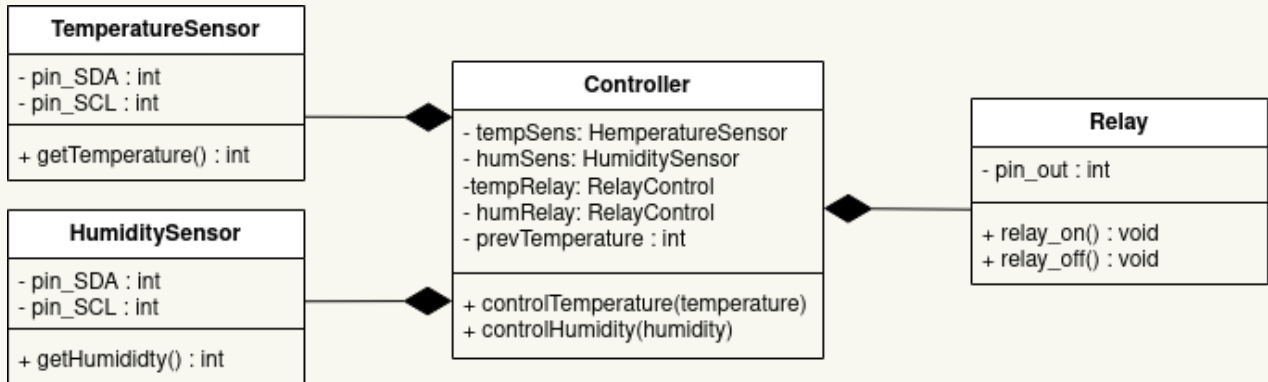 TemperatureSensor
- pin_SDA : int
- pin_SCL : int
+ getTemperature() : int
HumiditySensor
- pin_SDA : int
- pin_SCL : int
+ getHumididty() : int
Controller
- tempSens: HemperatureSensor
- humSens: HumiditySensor
-tempRelay: RelayControl
- humRelay: RelayControl
- prevTemperature : int
+ controlTemperature(temperature)
+ controlHumidity(humidity)
Relay
- pin_out : int
+ relay_on() : void
+ relay_off() : void